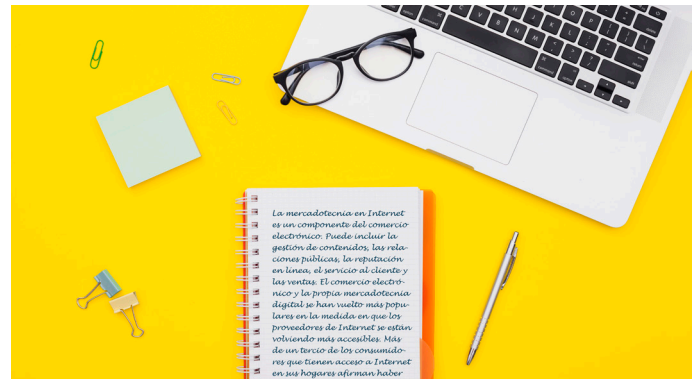 La mercadotecnia en Internet
es un componente del comercio
electrónico. Puede incluir la
gestión de contenidos, las rela-
ciones públicas, la reputación
en línea, el servicio al cliente y
las ventas. El comercio electró-
nico y la propia mercadotecnia
digital se han vuelto más popu-
lares en la medida en que los
proveedores de Internet se están
volviendo más accesibles. Más
de un tercio de los consumido-
res que tienen acceso a Internet
en sus hogares afirman haber